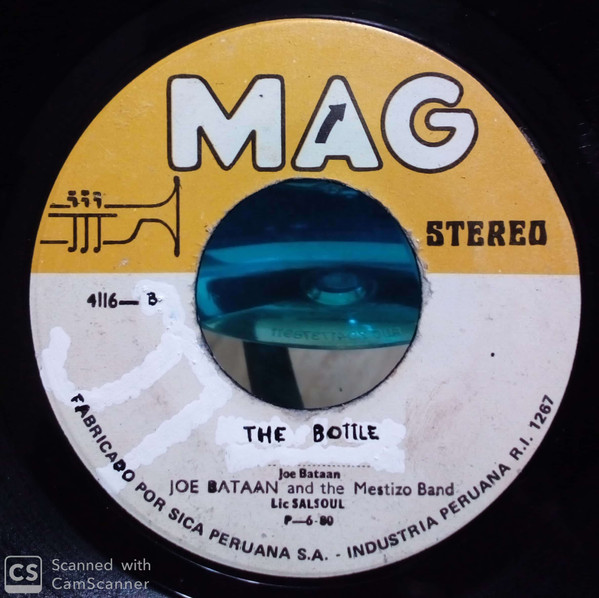 MAG
STEREO
4116— B
THE BOTTLE
Joe Bataan
JOE BATAAN and the Mestizo Band
Lic SALSOUL
P—6-80
FABRICADO POR SICA PERUANA S.A. - INDUSTRIA PERUANA R.I. 1267
CS Scanned with
CamScanner